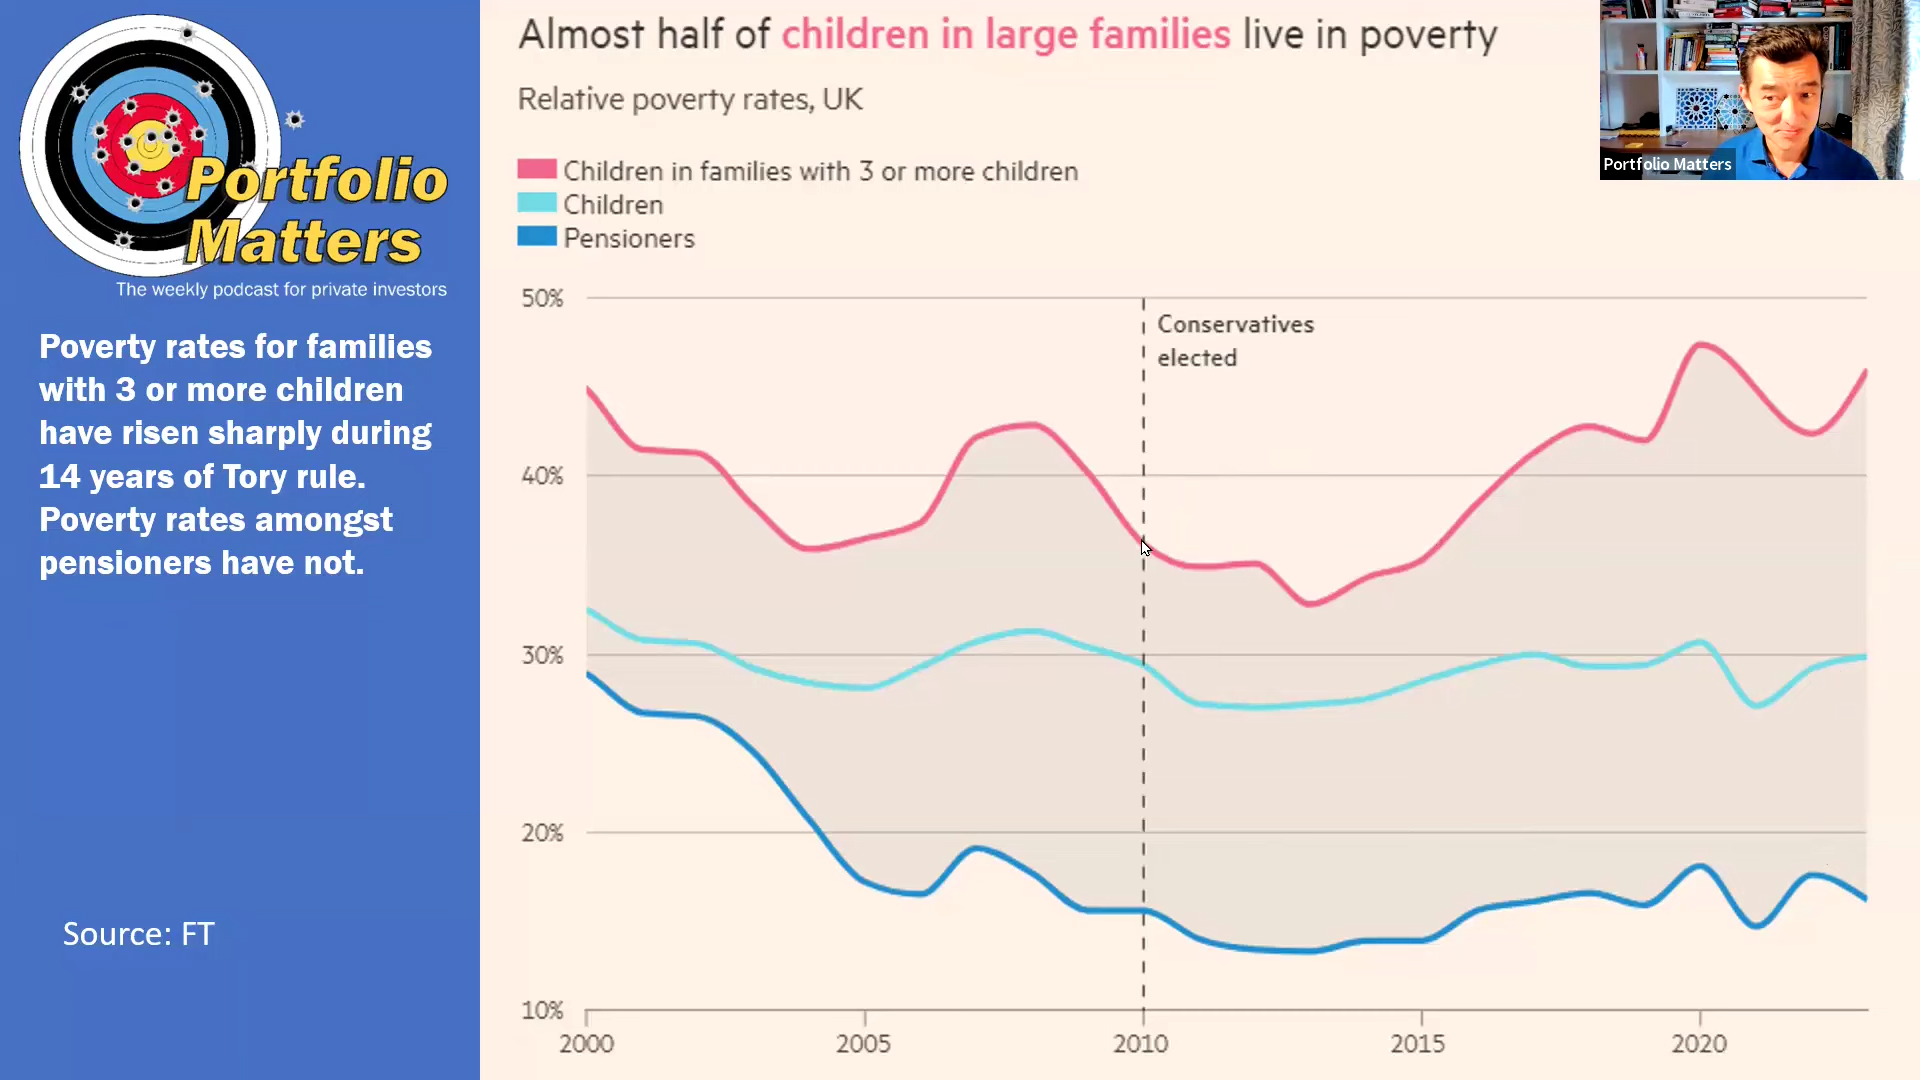 Portfolio
Matters
The weekly podcast for private investors
Poverty rates for families
with 3 or more children
have risen sharply during
14 years of Tory rule.
Poverty rates amongst
pensioners have not.
Source: FT
Almost half of children in large families live in poverty
Relative poverty rates, UK
Children in families with 3 or more children
Children
Pensioners
50%
40%
30%
20%
10%
Conservatives
elected
2000
2005
2010
2015
2020
Portfolio Matters